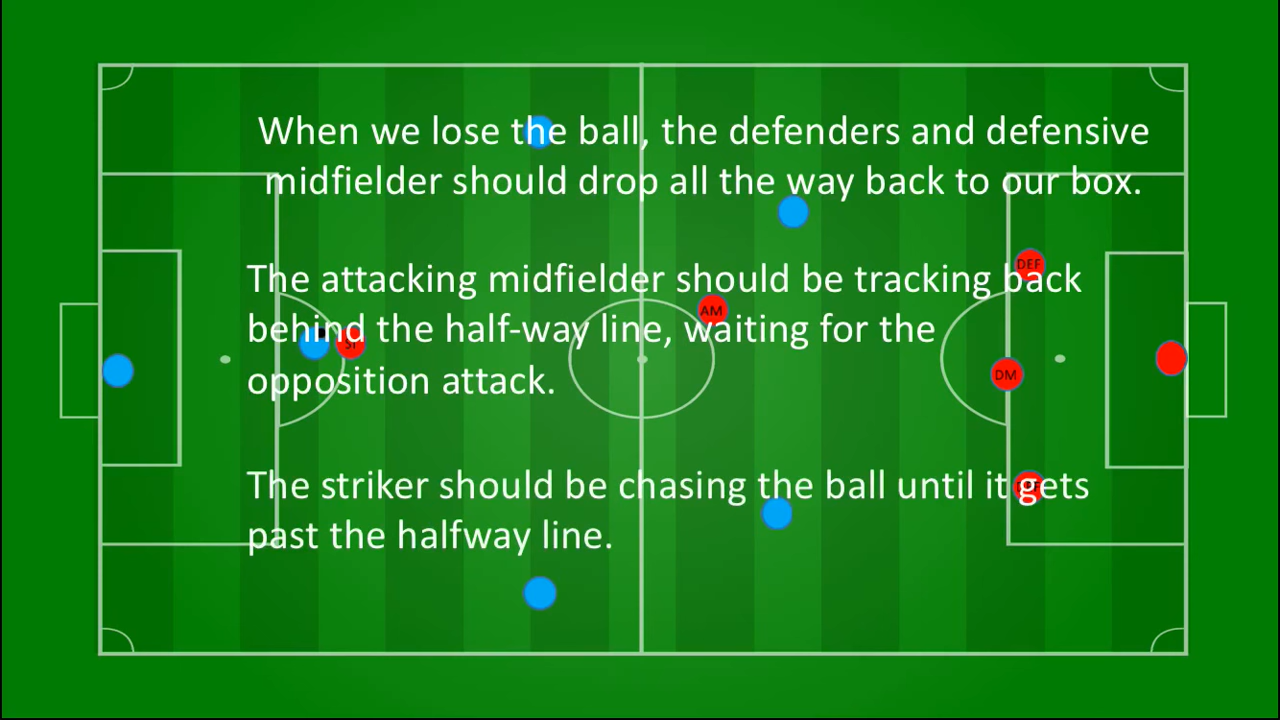 When we lose the ball, the defenders and defensive
midfielder should drop all the way back to our box.
The attacking midfielder should be tracking back
behind the half-way line, waiting for the
opposition attack.
The striker should be chasing the ball until it gets
past the halfway line.
DEF
AM
ST
DM